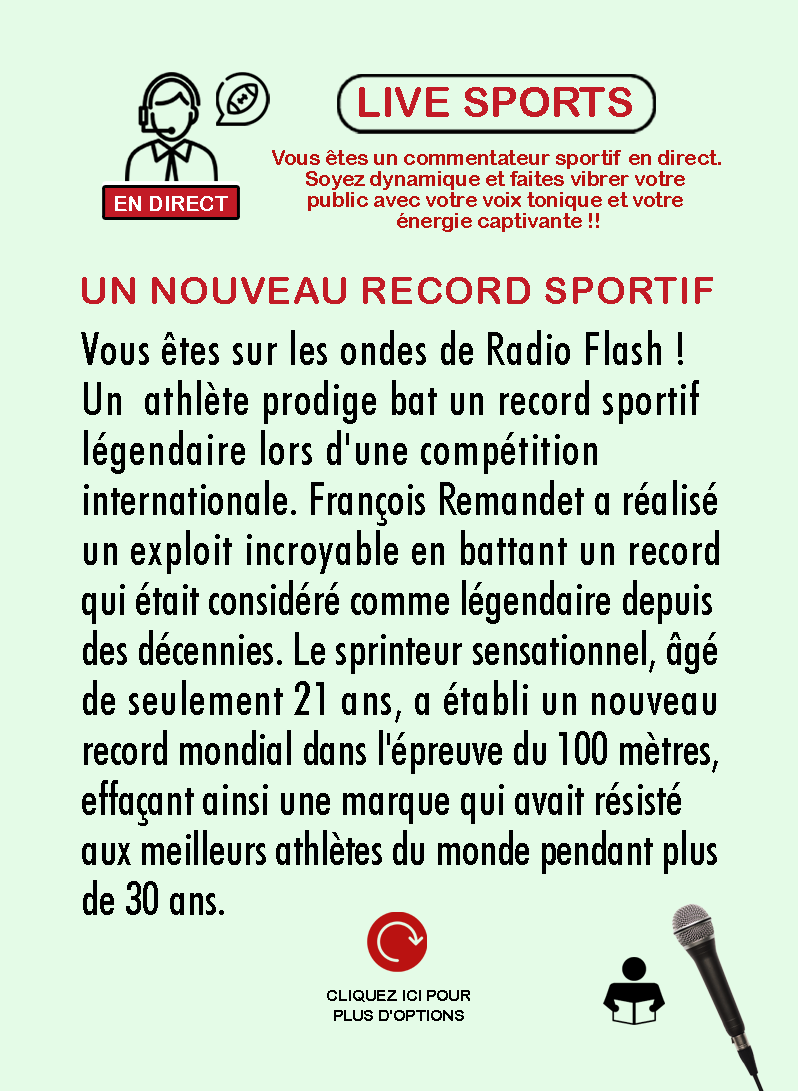 LIVE SPORTS
Vous êtes un commentateur sportif en direct.
Soyez dynamique et faites vibrer votre
public avec votre voix tonique et votre
énergie captivante !!
EN DIRECT
UN NOUVEAU RECORD SPORTIF
Vous êtes sur les ondes de Radio Flash !
Un athlète prodige bat un record sportif
légendaire lors d'une compétition
internationale. François Remandet a réalisé
un exploit incroyable en battant un record
qui était considéré comme légendaire depuis
des décennies. Le sprinteur sensationnel, âgé
de seulement 21 ans, a établi un nouveau
record mondial dans l'épreuve du 100 mètres,
effaçant ainsi une marque qui avait résisté
aux meilleurs athlètes du monde pendant plus
de 30 ans.
CLIQUEZ ICI POUR
PLUS D'OPTIONS